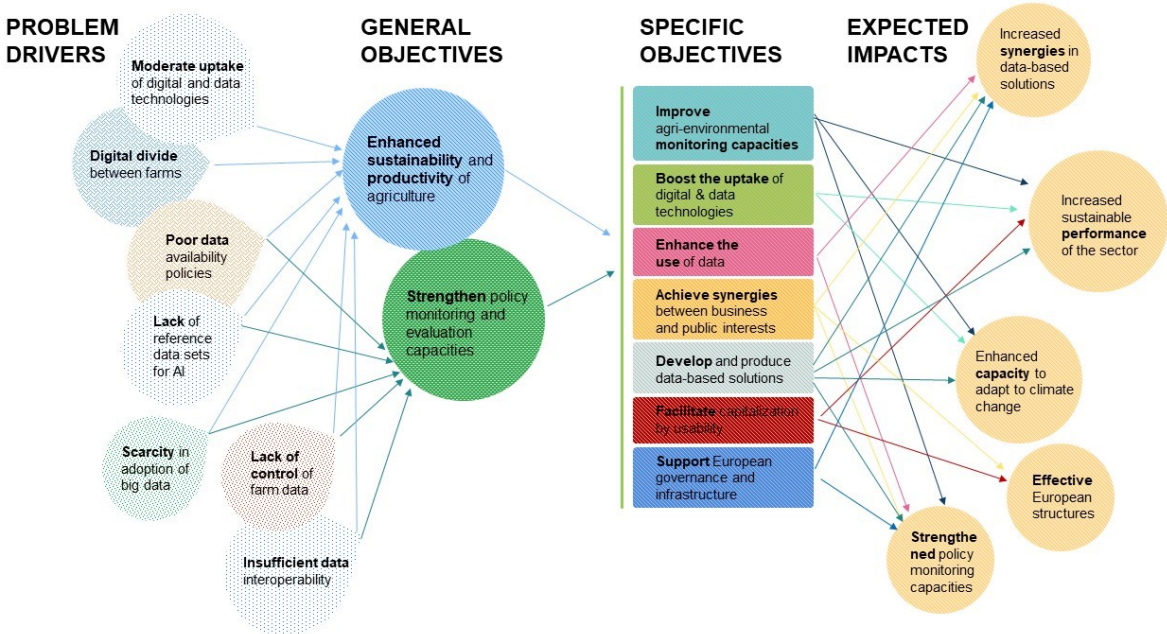 PROBLEM
DRIVERS
Moderate uptake
of digital and data
technologies
Digital divide
between farms
Poor data
availability
policies
Lack of
reference
data sets
for AI
Scarcity in
adoption of
big data
Lack of
control of
farm data
Insufficient data
interoperability
GENERAL
OBJECTIVES
Enhanced
sustainability and
productivity of
agriculture
Strengthen policy
monitoring and
evaluation
capacities
SPECIFIC
OBJECTIVES
Improve
agri-environmental
monitoring capacities
Boost the uptake of
digital & data
technologies
Enhance the
use of data
Achieve synergies
between business
and public interests
Develop and produce
data-based solutions
Facilitate capitalization
by usability
Support European
governance and
infrastructure
EXPECTED
IMPACTS
Increased
synergies in
data-based
solutions
Increased
sustainable
performance
of the sector
Enhanced
capacity to
adapt to climate
change
Effective
European
structures
Strengthe
ned policy
monitoring
capacities